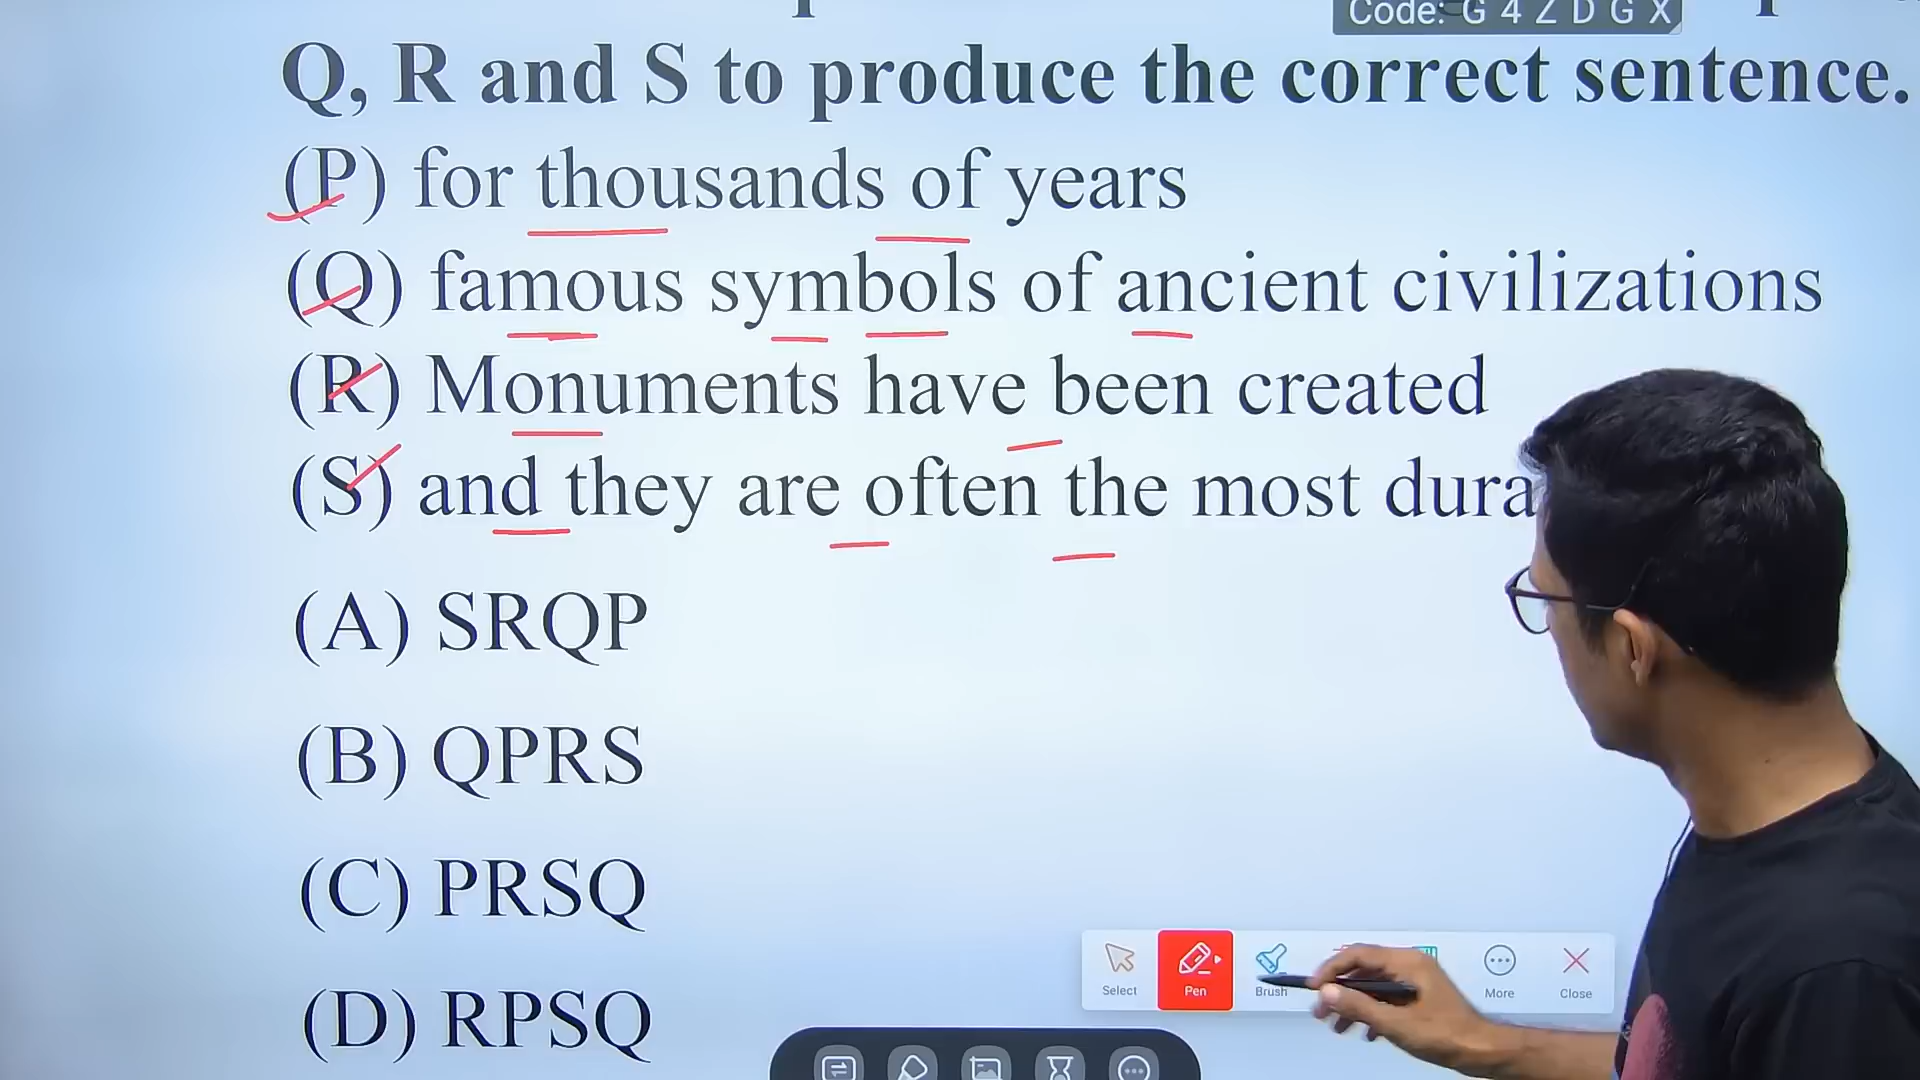 Code: G 4 Z D G X
Q, R and S to produce the correct sentence.
(P) for thousands of years
(Q) famous symbols of ancient civilizations
(R) Monuments have been created
(S) and they are often the most
(A) SRQP
(B) QPRS
(C) PRSQ
(D) RPSQ
Select
Pen
Brush
More
Close